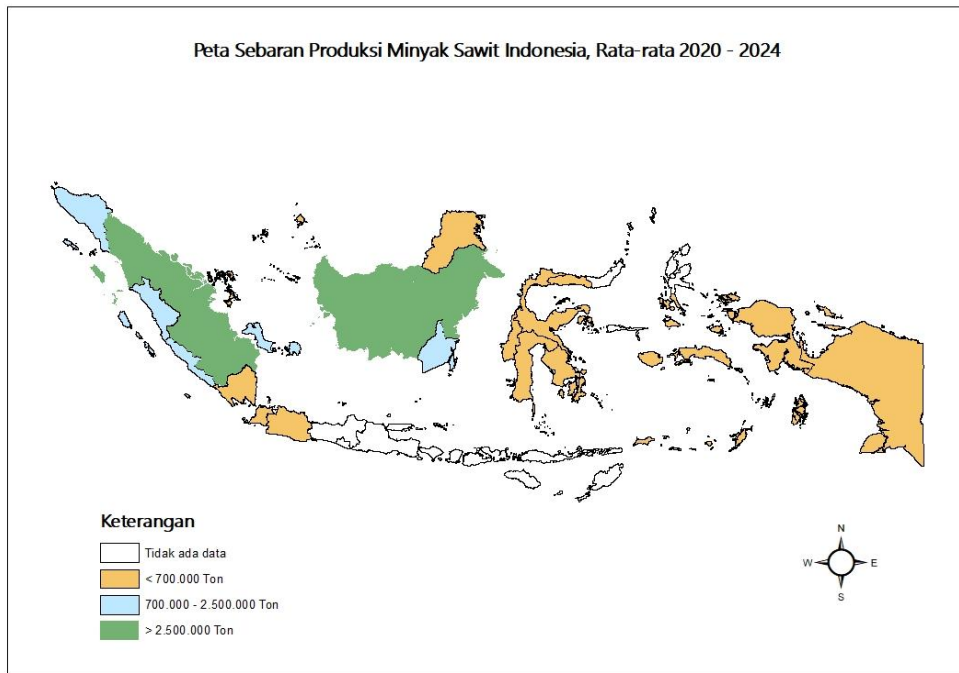 Peta Sebaran Produksi Minyak Sawit Indonesia, Rata-rata 2020 - 2024
Keterangan
Tidak ada data
< 700.000 Ton
700.000 - 2.500.000 Ton
> 2.500.000 Ton
N
W E
S